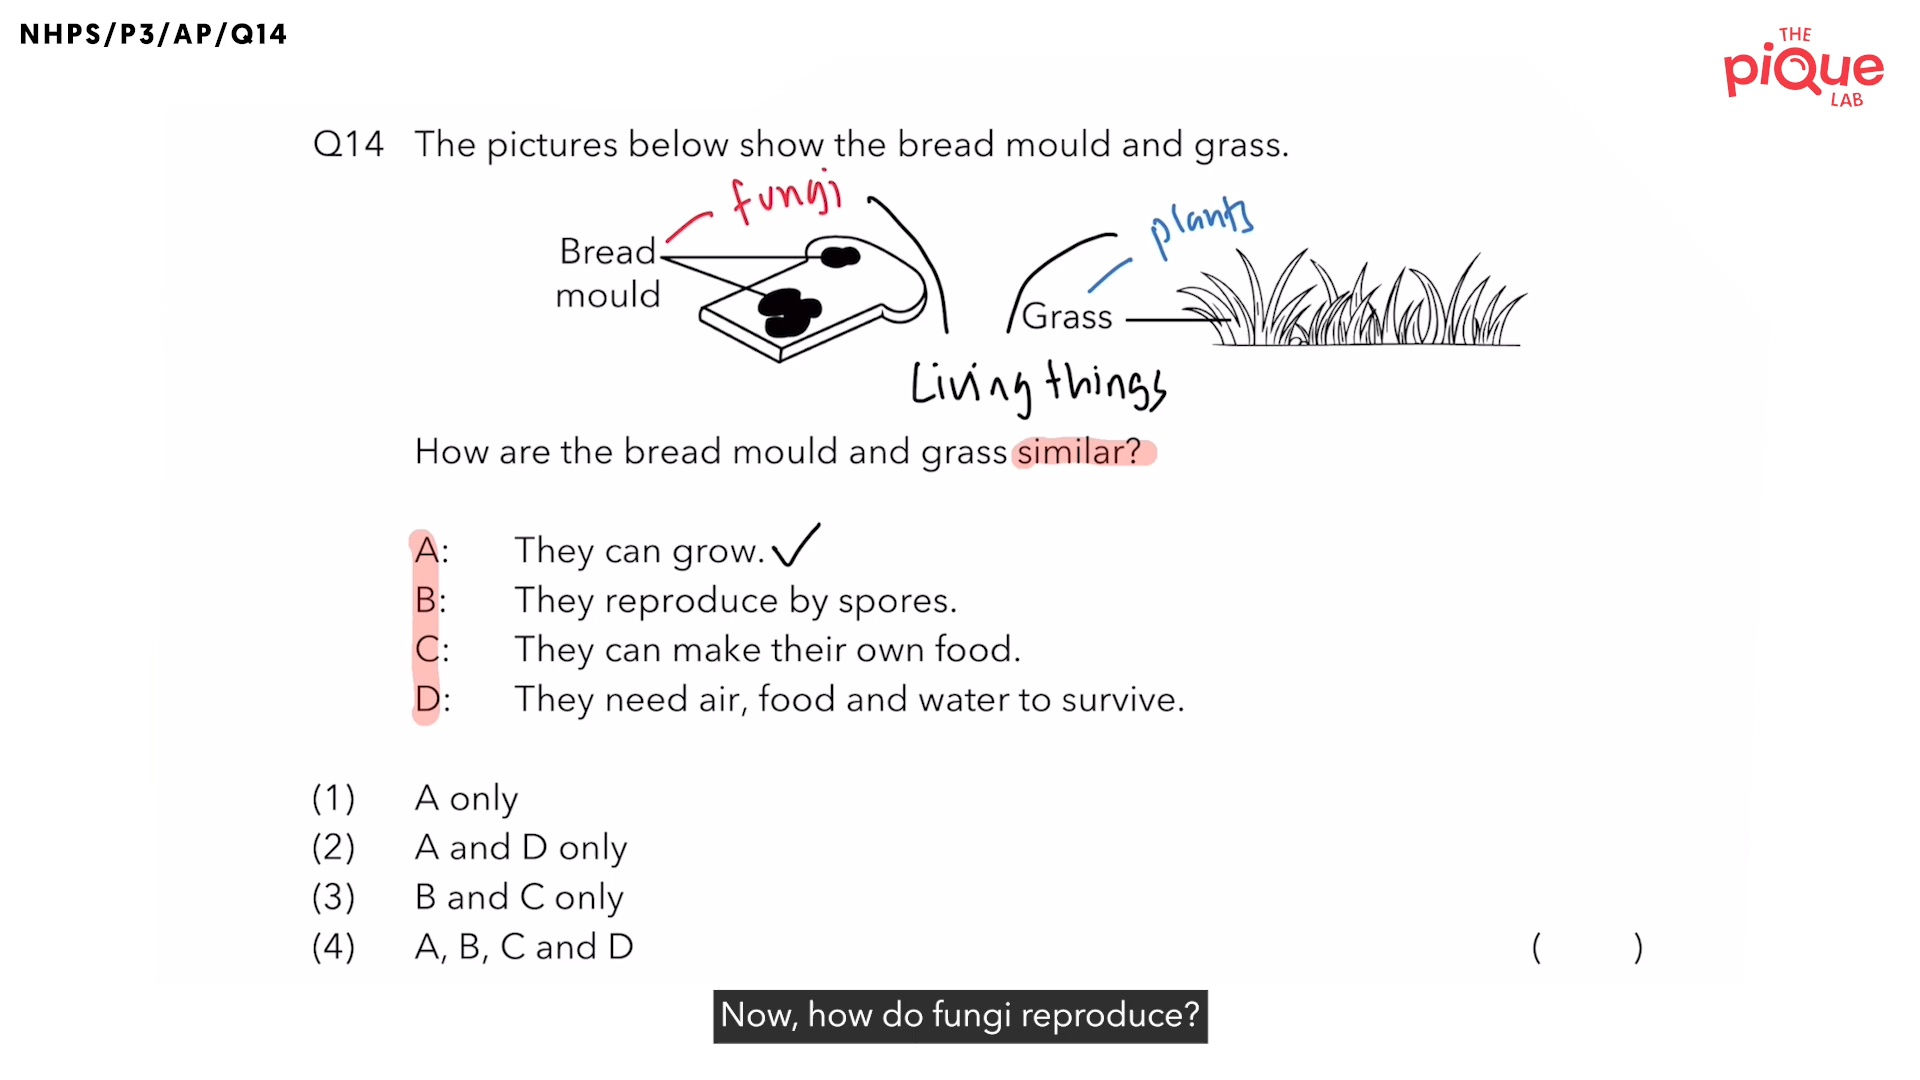 NHPS/P3/AP/Q14
THE
piQue
LAB
Q14 The pictures below show the bread mould and grass.
fungi
plants
Bread
mould
Grass
Living things
How are the bread mould and grass similar?
A: They can grow. ✓
B: They reproduce by spores.
C: They can make their own food.
D: They need air, food and water to survive.
(1) A only
(2) A and D only
(3) B and C only
(4) A, B, C and D ( )
Now, how do fungi reproduce?